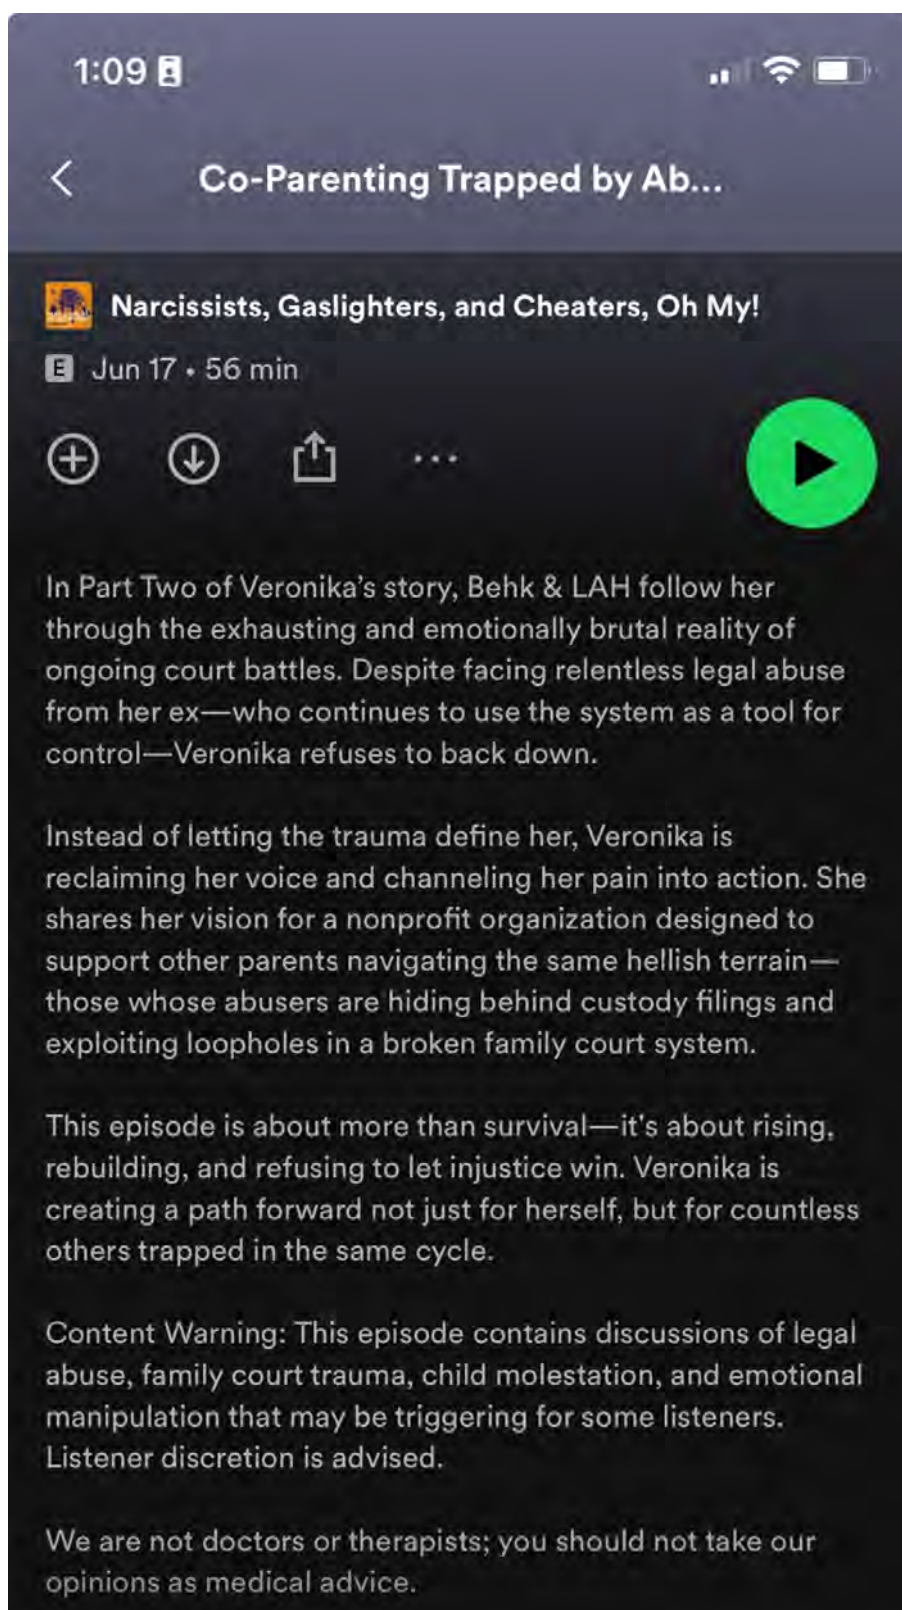 1:09
Co-Parenting Trapped by Ab...
Narcissists, Gaslighters, and Cheaters, Oh My!
E Jun 17 • 56 min
In Part Two of Veronika’s story, Behk & LAH follow her
through the exhausting and emotionally brutal reality of
ongoing court battles. Despite facing relentless legal abuse
from her ex—who continues to use the system as a tool for
control—Veronika refuses to back down.
Instead of letting the trauma define her, Veronika is
reclaiming her voice and channeling her pain into action. She
shares her vision for a nonprofit organization designed to
support other parents navigating the same hellish terrain—
those whose abusers are hiding behind custody filings and
exploiting loopholes in a broken family court system.
This episode is about more than survival—it's about rising,
rebuilding, and refusing to let injustice win. Veronika is
creating a path forward not just for herself, but for countless
others trapped in the same cycle.
Content Warning: This episode contains discussions of legal
abuse, family court trauma, child molestation, and emotional
manipulation that may be triggering for some listeners.
Listener discretion is advised.
We are not doctors or therapists; you should not take our
opinions as medical advice.